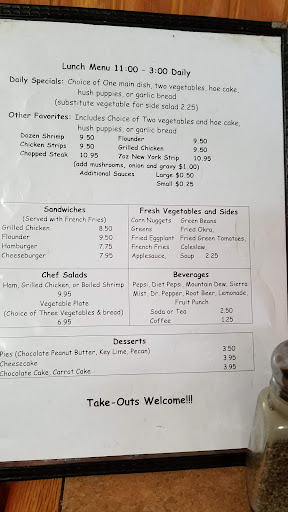 Lunch Menu 11:00 - 3:00 Daily
Daily Specials: Choice of One main dish, two vegetables, hoe cake,
hush puppies, or garlic bread
(substitute vegetable for side salad 2.25)
Other Favorites: Includes Choice of Two vegetables and hoe cake,
hush puppies, or garlic bread
Dozen Shrimp 9.50 Flounder 9.50
Chicken Strips 9.50 Grilled Chicken 9.50
Chopped Steak 10.95 7oz New York Strip 10.95
(add mushrooms, onion and gravy $1.00)
Additional Sauces Large $0.50
Small $0.25
Sandwiches
(Served with French Fries)
Grilled Chicken 8.50
Flounder 9.50
Hamburger 7.75
Cheeseburger 7.95
Fresh Vegetables and Sides
Corn Nuggets Green Beans
Greens Fried Okra,
Fried Eggplant Fried Green Tomatoes,
French Fries Coleslaw,
Applesauce, Soup 2.25
Chef Salads
Ham, Grilled Chicken, or Boiled Shrimp
9.95
Vegetable Plate
(Choice of Three Vegetables & bread)
6.95
Beverages
Pepsi, Diet Pepsi, Mountain Dew, Sierra
Mist, Dr. Pepper, Root Beer, Lemonade,
Fruit Punch
Soda or Tea 2.50
Coffee 1.25
Desserts
Pies (Chocolate Peanut Butter, Key Lime, Pecan) 3.50
Cheesecake 3.95
Chocolate Cake, Carrot Cake 3.95
Take-Outs Welcome!!!